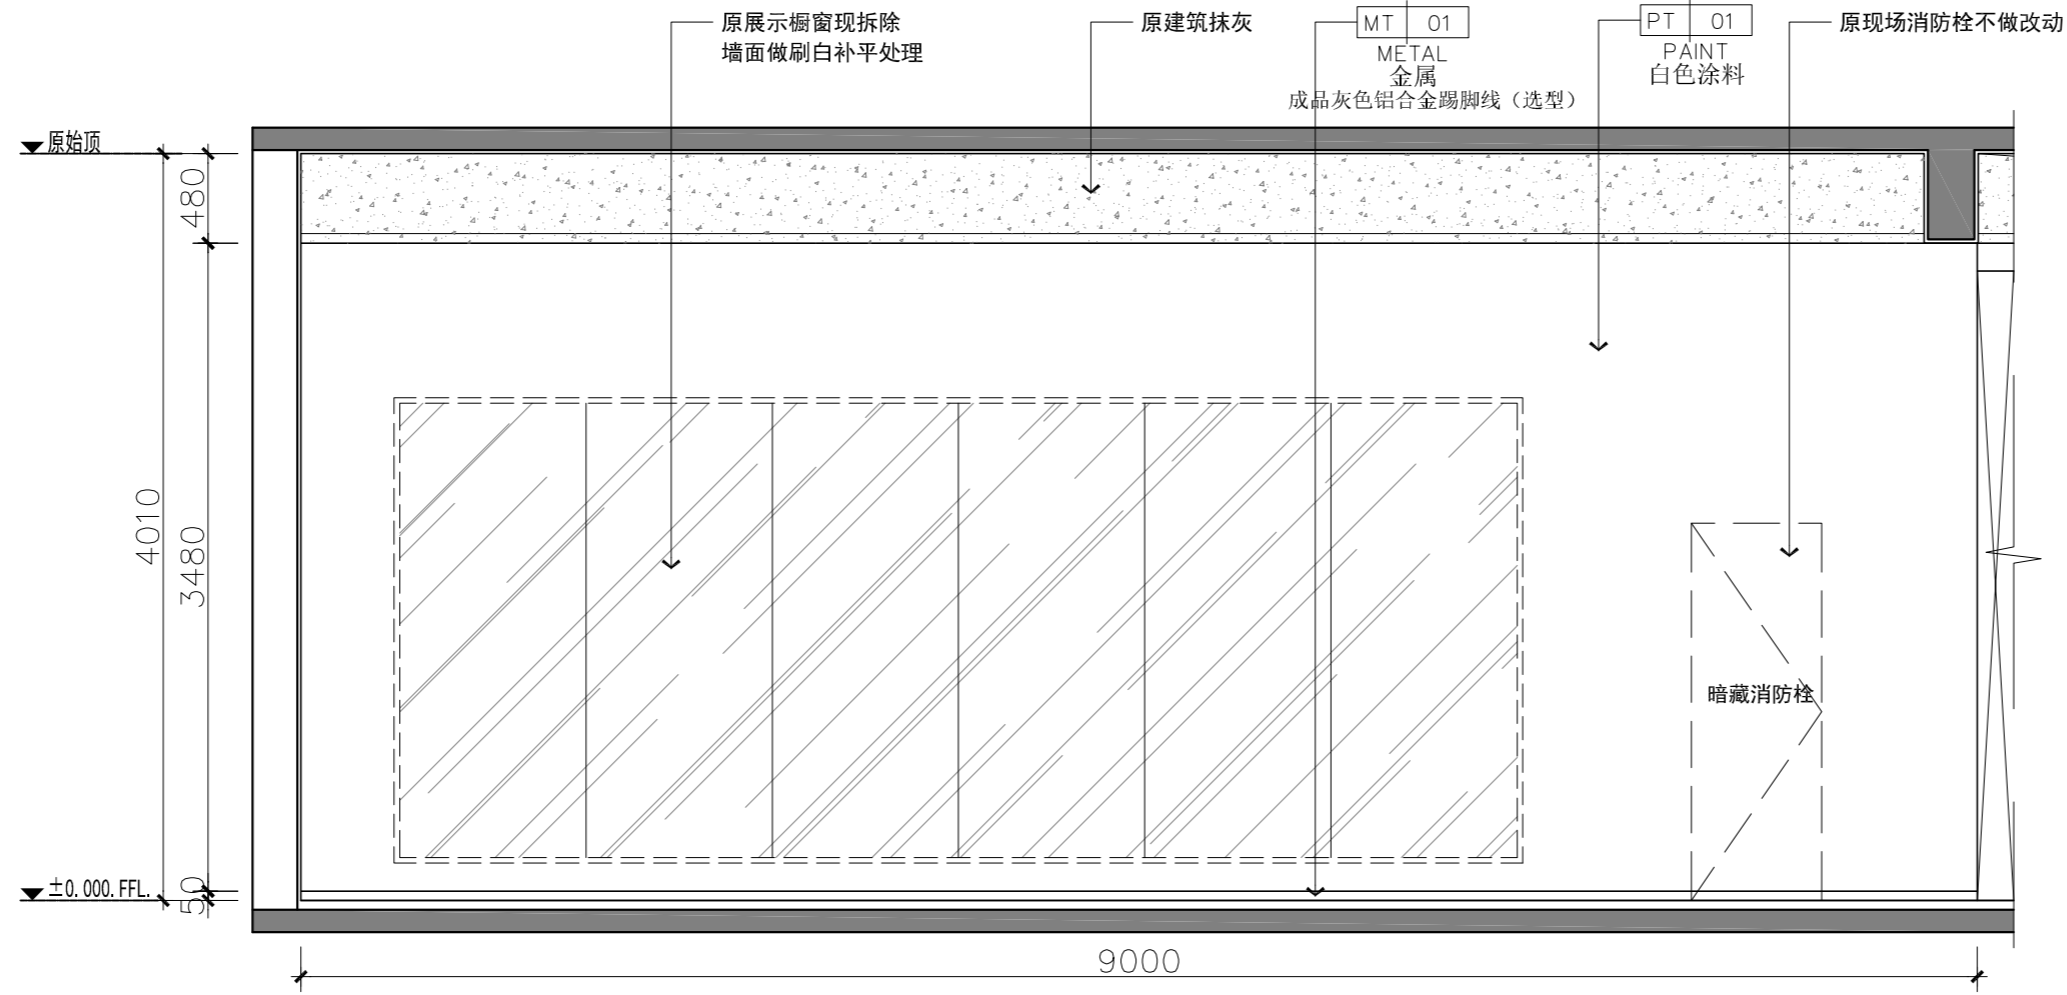 原展示橱窗现拆除
墙面做刷白补平处理
原建筑抹灰
MT 01
METAL
金属
成品灰色铝合金踢脚线（选型）
PT 01
PAINT
白色涂料
原现场消防栓不做改动
原始顶
480
4010
3480
暗藏消防栓
±0.000.FFL.
50
9000